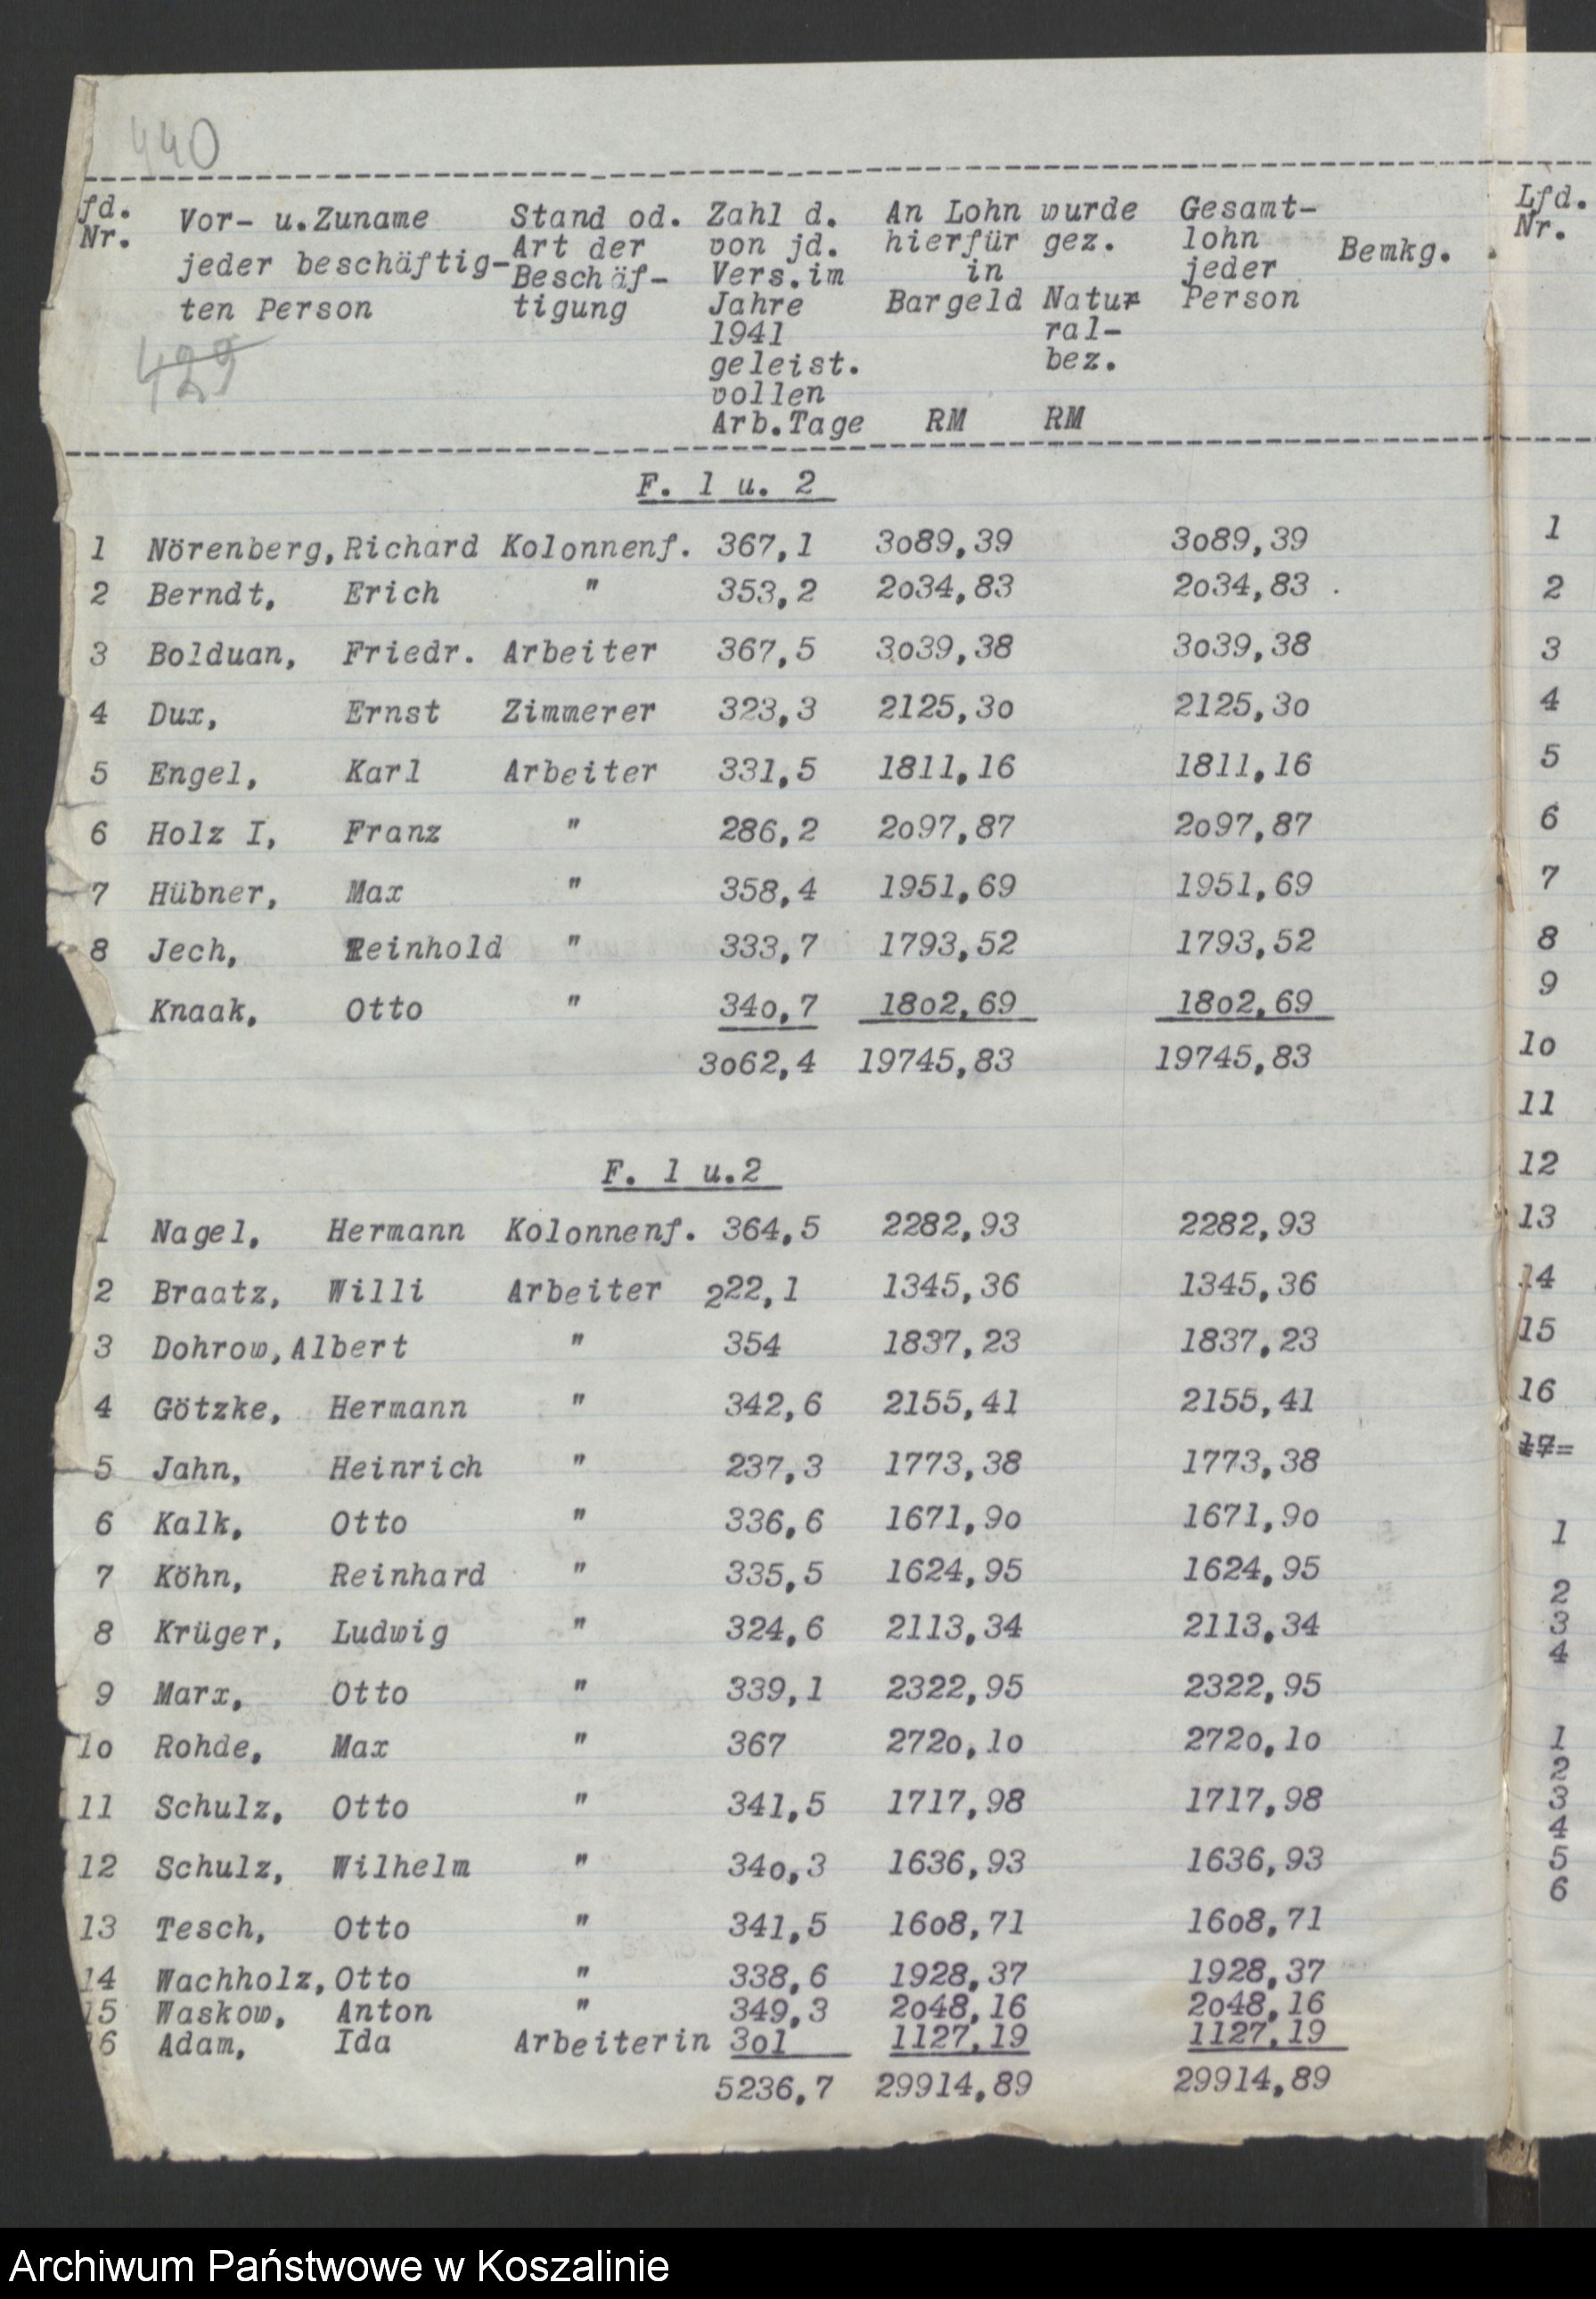 440
fd. Nr. Vor- u.Zuname jeder beschäftig- ten Person Stand od. Art der Beschäf- tigung Zahl d. von jd. Vers.im Jahre 1941 geleist. vollen Arb.Tage An Lohn wurde hierfür gez. in Bargeld RM Natur ral- bez. RM Gesamt- lohn jeder Person Bemkg.
429
F. 1 u. 2
1 Nörenberg, Richard Kolonnenf. 367,1 3o89,39 3o89,39
2 Berndt, Erich " 353,2 2o34,83 2o34,83 .
3 Bolduan, Friedr. Arbeiter 367,5 3o39,38 3o39,38
4 Dux, Ernst Zimmerer 323,3 2125,3o 2125,3o
5 Engel, Karl Arbeiter 331,5 1811,16 1811,16
6 Holz I, Franz " 286,2 2o97,87 2o97,87
7 Hübner, Max " 358,4 1951,69 1951,69
8 Jech, Reinhold " 333,7 1793,52 1793,52
Knaak, Otto " 34o,7 18o2,69 18o2,69
3o62,4 19745,83 19745,83
F. 1 u.2
1 Nagel, Hermann Kolonnenf. 364,5 2282,93 2282,93
2 Braatz, Willi Arbeiter 222,1 1345,36 1345,36
3 Dohrow, Albert " 354 1837,23 1837,23
4 Götzke, Hermann " 342,6 2155,41 2155,41
5 Jahn, Heinrich " 237,3 1773,38 1773,38
6 Kalk, Otto " 336,6 1671,9o 1671,9o
7 Köhn, Reinhard " 335,5 1624,95 1624,95
8 Krüger, Ludwig " 324,6 2113,34 2113,34
9 Marx, Otto " 339,1 2322,95 2322,95
1o Rohde, Max " 367 272o,1o 272o,1o
11 Schulz, Otto " 341,5 1717,98 1717,98
12 Schulz, Wilhelm " 34o,3 1636,93 1636,93
13 Tesch, Otto " 341,5 16o8,71 16o8,71
14 Wachholz, Otto " 338,6 1928,37 1928,37
15 Waskow, Anton " 349,3 2o48,16 2o48,16
16 Adam, Ida Arbeiterin 3o1 1127,19 1127,19
5236,7 29914,89 29914,89
Lfd.
Nr.
1
2
3
4
5
6
7
8
9
1o
11
12
13
14
15
16
17=
1
2
3
4
1
2
3
4
5
6
Archiwum Państwowe w Koszalinie